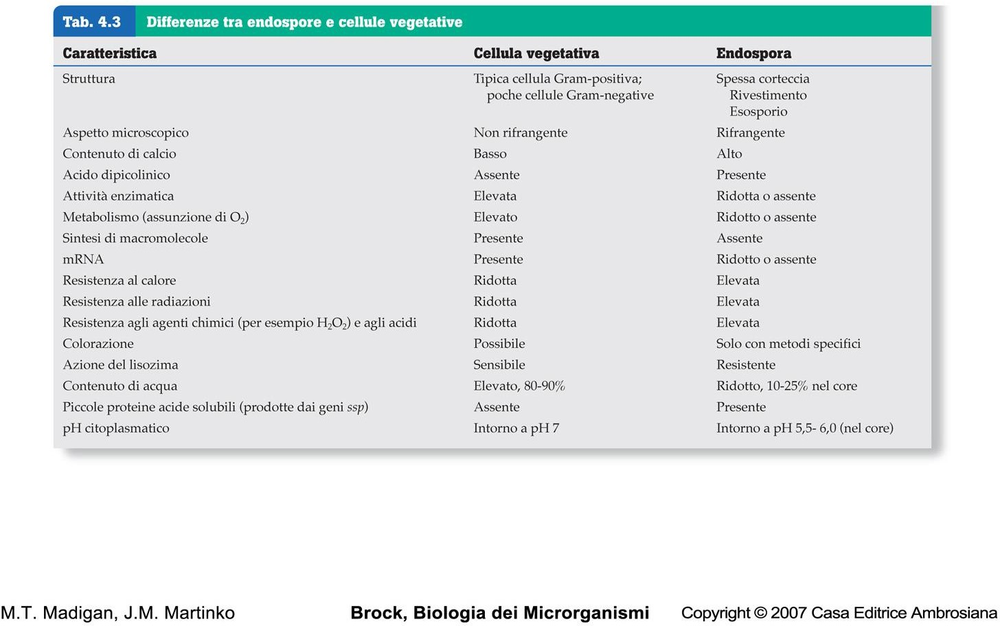 Tab. 4.3 Differenze tra endospore e cellule vegetative
Caratteristica Cellula vegetativa Endospora
Struttura Tipica cellula Gram-positiva; Spessa corteccia
poche cellule Gram-negative Rivestimento
Esosporio
Aspetto microscopico Non rifrangente Rifrangente
Contenuto di calcio Basso Alto
Acido dipicolinico Assente Presente
Attività enzimatica Elevata Ridotta o assente
Metabolismo (assunzione di O₂) Elevato Ridotto o assente
Sintesi di macromolecole Presente Assente
mRNA Presente Ridotto o assente
Resistenza al calore Ridotta Elevata
Resistenza alle radiazioni Ridotta Elevata
Resistenza agli agenti chimici (per esempio H₂O₂) e agli acidi Ridotta Elevata
Colorazione Possibile Solo con metodi specifici
Azione del lisozima Sensibile Resistente
Contenuto di acqua Elevato, 80-90% Ridotto, 10-25% nel core
Piccole proteine acide solubili (prodotte dai geni ssp) Assente Presente
pH citoplasmatico Intorno a pH 7 Intorno a pH 5,5- 6,0 (nel core)
M.T. Madigan, J.M. Martinko Brock, Biologia dei Microrganismi Copyright © 2007 Casa Editrice Ambrosiana